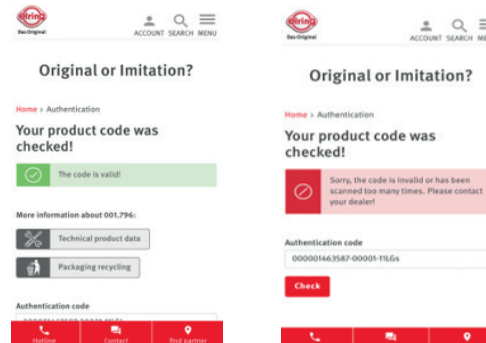 elring
Das Original
ACCOUNT SEARCH MENU
Original or Imitation?
Home > Authentication
Your product code was
checked!
The code is valid!
More information about 001.796:
Technical product data
Packaging recycling
Authentication code
Hotline Contact find partner
elring
Das Original
ACCOUNT SEARCH ME
Original or Imitation?
Home > Authentication
Your product code was
checked!
Sorry, the code is invalid or has been
scanned too many times. Please contact
your dealer!
Authentication code
000001463587-00001-11LGs
Check